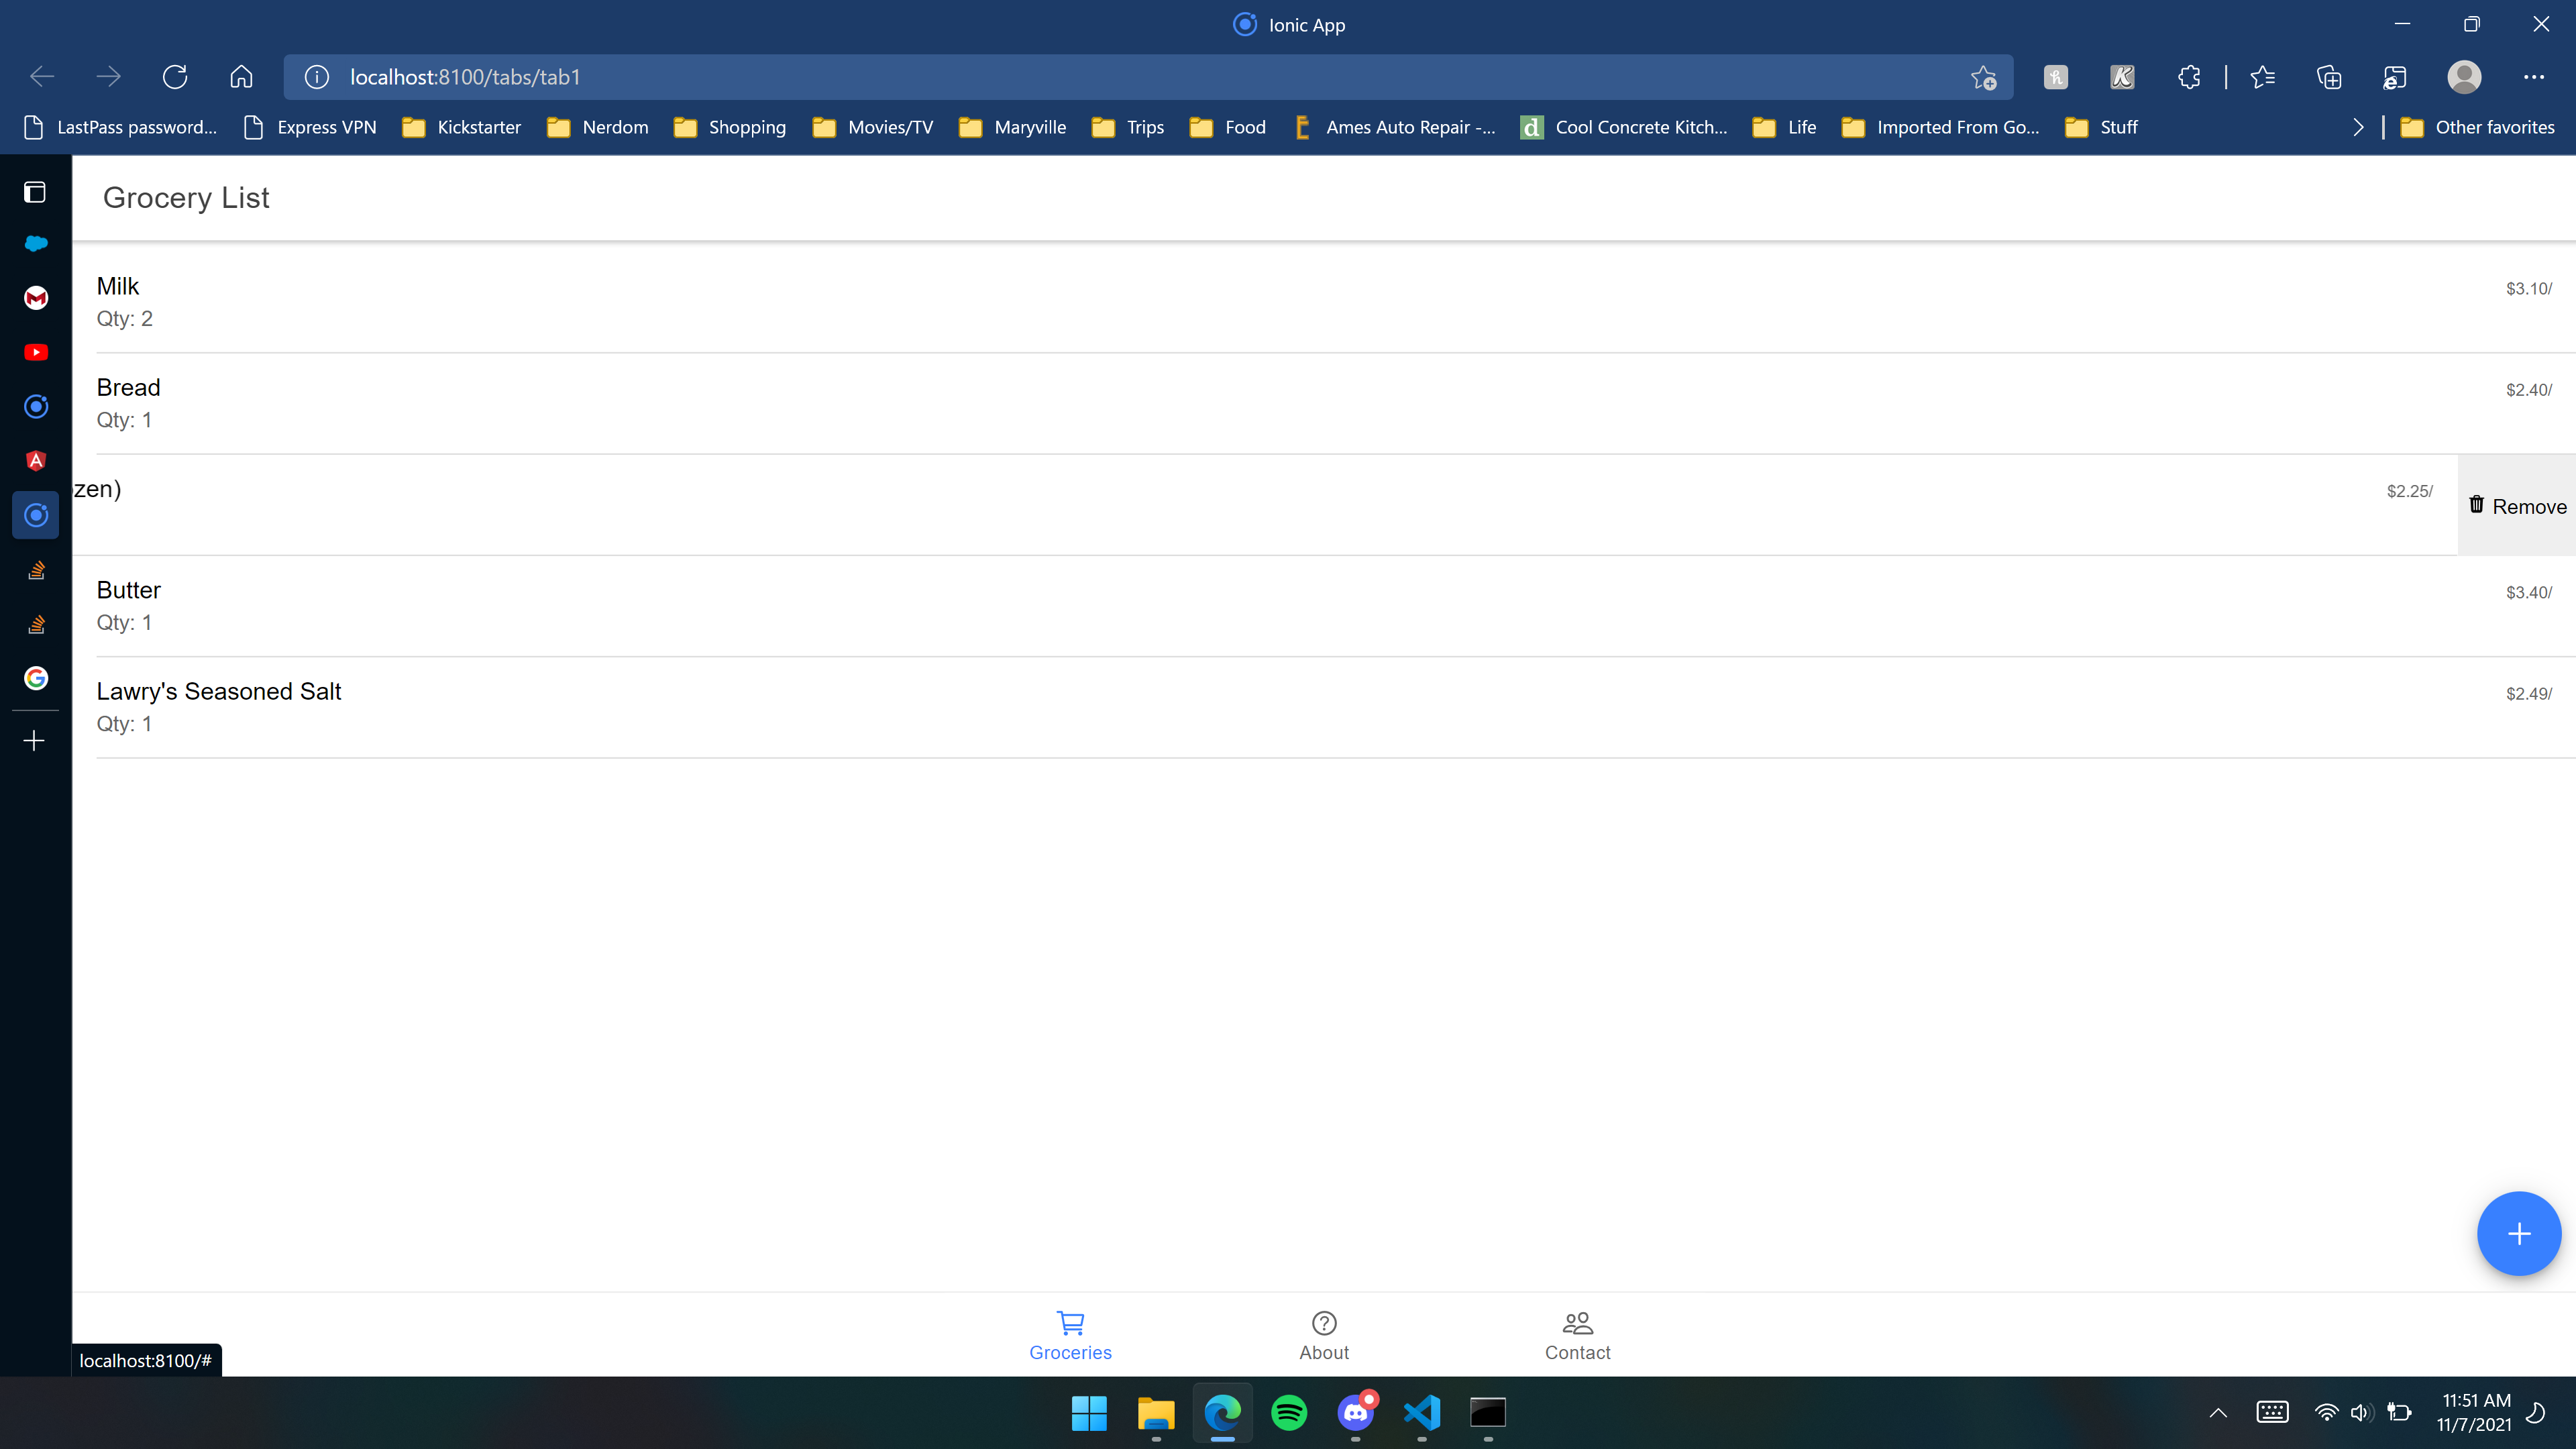 Ionic App
localhost:8100/tabs/tab1
LastPass password... Express VPN Kickstarter Nerdom Shopping Movies/TV Maryville Trips Food Ames Auto Repair -... Cool Concrete Kitch... Life Imported From Go... Stuff Other favorites
Grocery List
Milk $3.10/
Qty: 2
Bread $2.40/
Qty: 1
zen) $2.25/
Remove
Butter $3.40/
Qty: 1
Lawry's Seasoned Salt $2.49/
Qty: 1
Groceries About Contact
localhost:8100/#
11:51 AM
11/7/2021